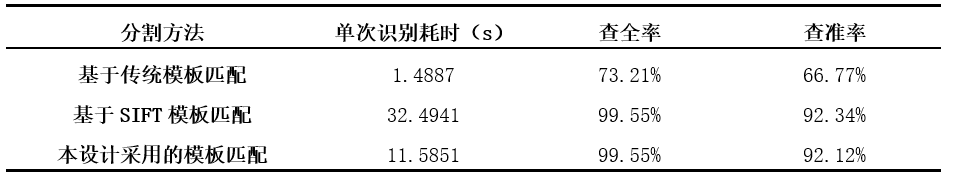 分割方法 单次识别耗时（s） 查全率 查准率
基于传统模板匹配 1.4887 73.21% 66.77%
基于 SIFT 模板匹配 32.4941 99.55% 92.34%
本设计采用的模板匹配 11.5851 99.55% 92.12%